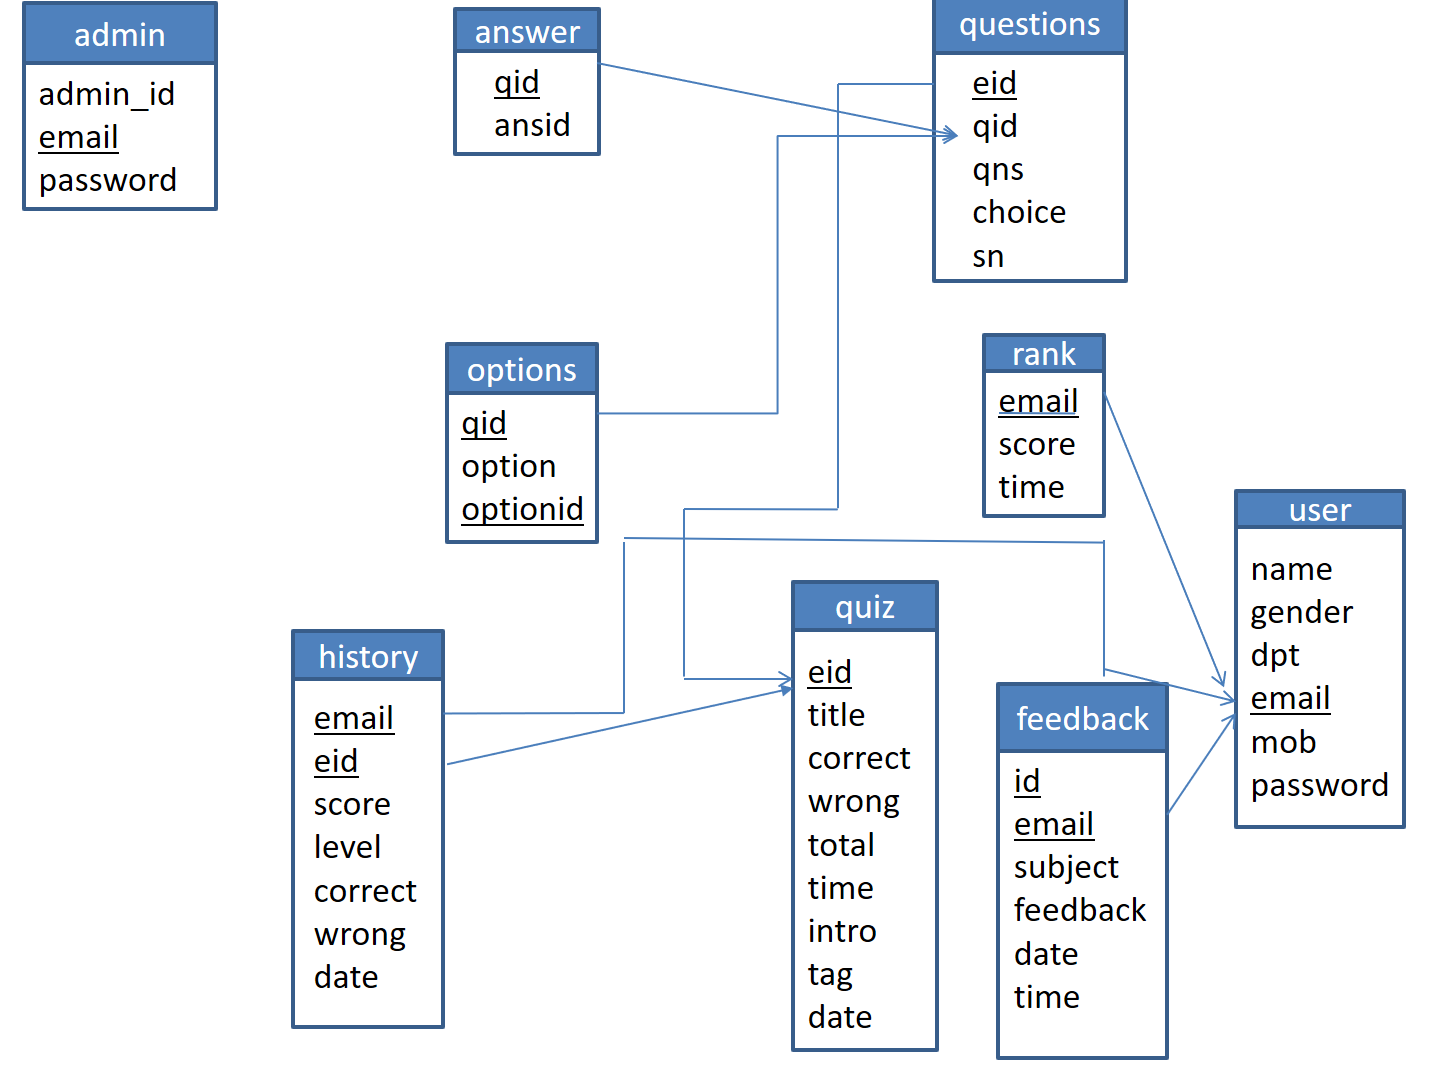 admin
admin_id
email
password
answer
qid
ansid
questions
eid
qid
qns
choice
sn
options
qid
option
optionid
rank
email
score
time
user
name
gender
dpt
email
mob
password
history
email
eid
score
level
correct
wrong
date
quiz
eid
title
correct
wrong
total
time
intro
tag
date
feedback
id
email
subject
feedback
date
time